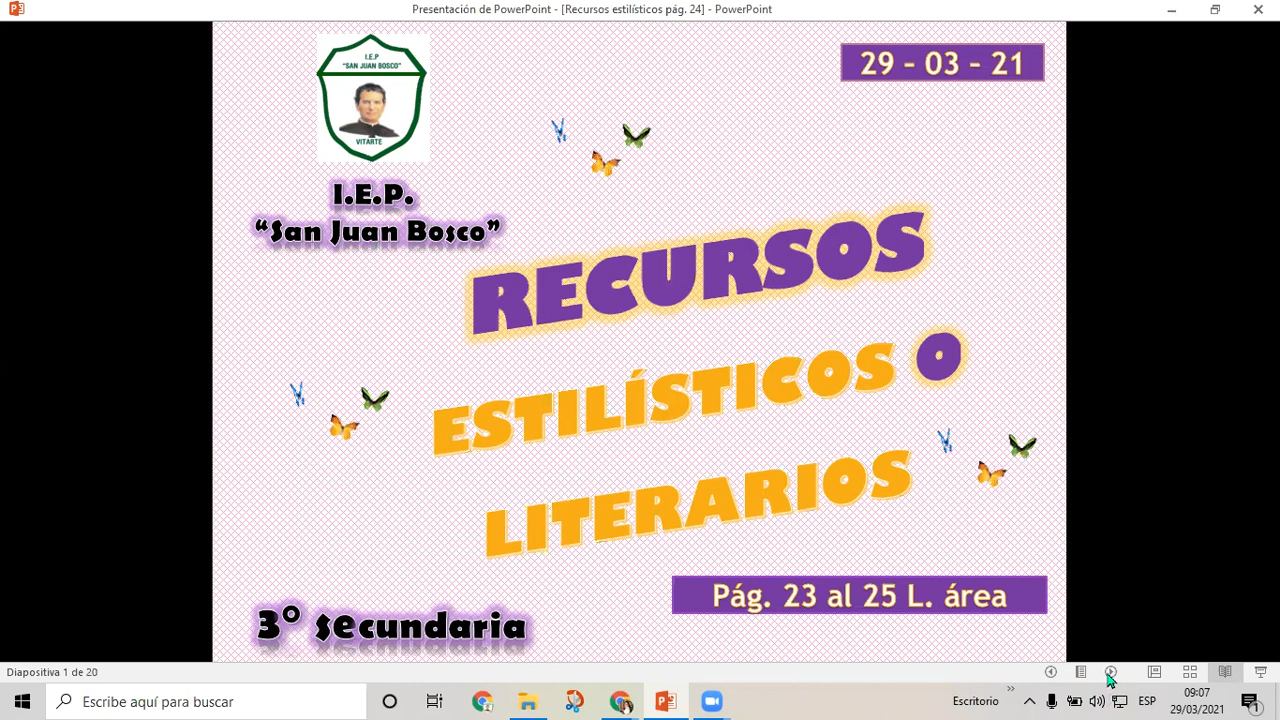 Presentación de PowerPoint - [Recursos estilísticos pág. 24] - PowerPoint
I.E.P
"SAN JUAN BOSCO"
VITARTE
29 - 03 - 21
I.E.P.
“San Juan Bosco”
RECURSOS
ESTILÍSTICOS O
LITERARIOS
Pág. 23 al 25 L. área
3° secundaria
Diapositiva 1 de 20
Escribe aquí para buscar
Escritorio
ESP
09:07
29/03/2021
1